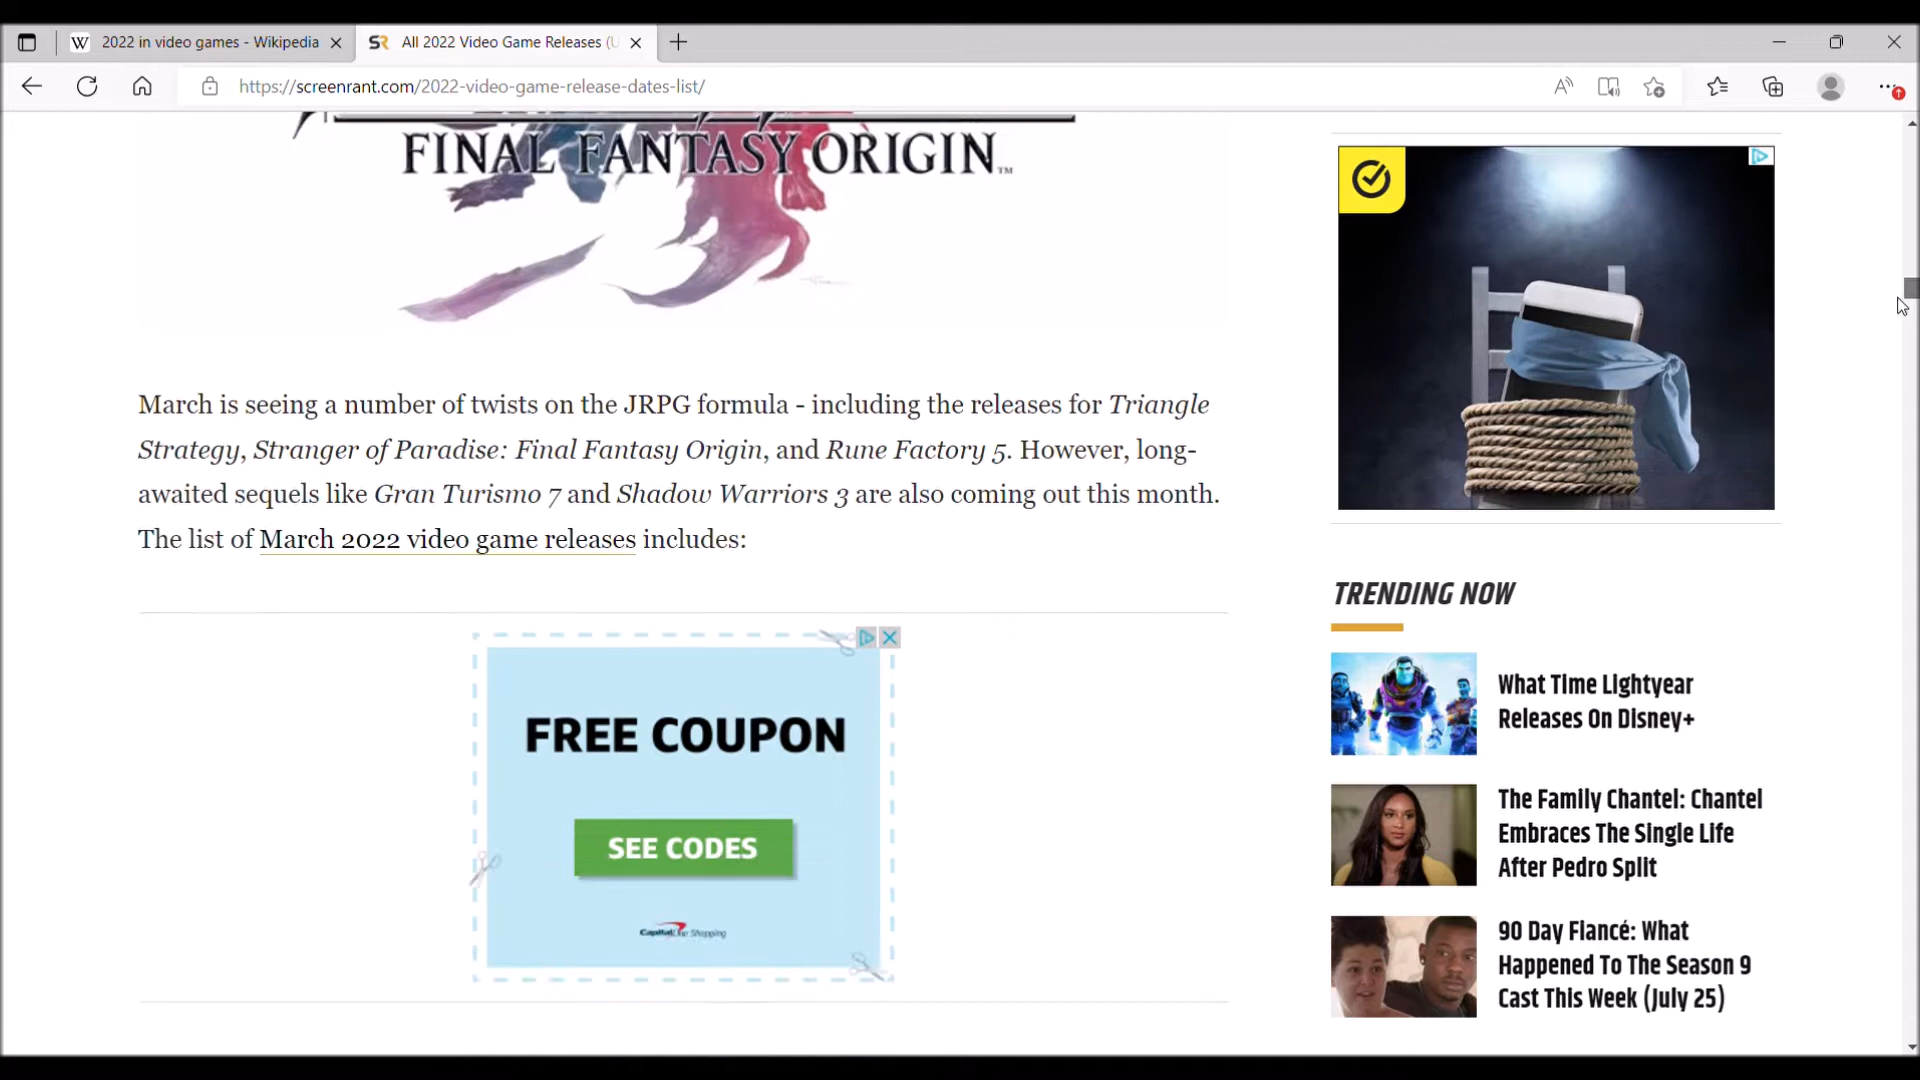 2022 in video games - Wikipedia
All 2022 Video Game Releases (U
https://screenrant.com/2022-video-game-release-dates-list/
FINAL FANTASY ORIGIN™
March is seeing a number of twists on the JRPG formula - including the releases for Triangle
Strategy, Stranger of Paradise: Final Fantasy Origin, and Rune Factory 5. However, long-
awaited sequels like Gran Turismo 7 and Shadow Warriors 3 are also coming out this month.
The list of March 2022 video game releases includes:
FREE COUPON
SEE CODES
Capital One Shopping
TRENDING NOW
What Time Lightyear
Releases On Disney+
The Family Chantel: Chantel
Embraces The Single Life
After Pedro Split
90 Day Fiancé: What
Happened To The Season 9
Cast This Week (July 25)